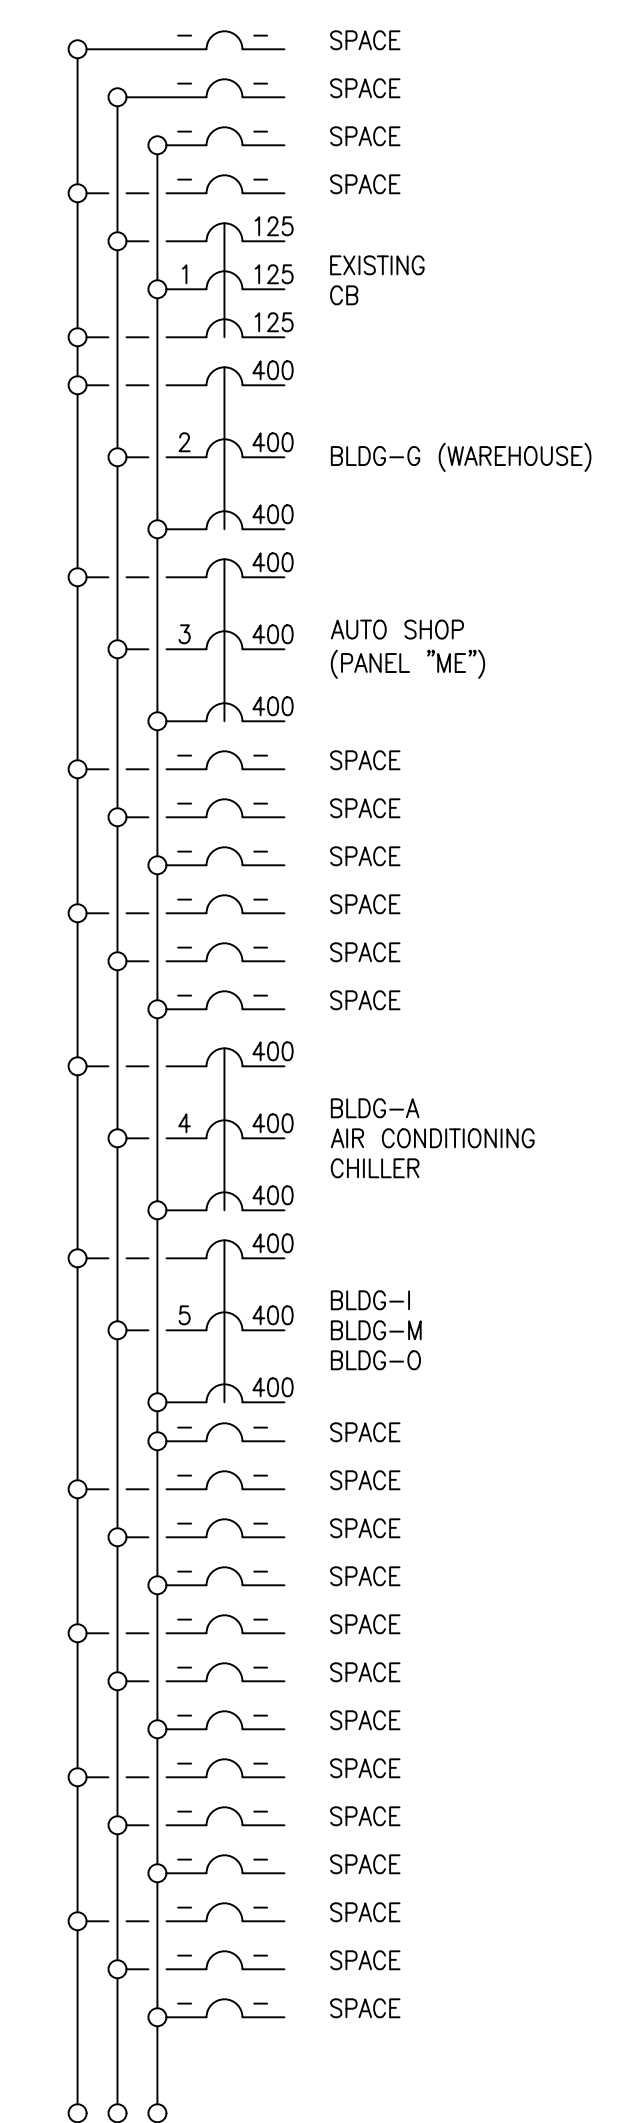 – – SPACE
– – SPACE
– – SPACE
– – SPACE
125
1 125 EXISTING
CB
125
400
2 400 BLDG–G (WAREHOUSE)
400
400
3 400 AUTO SHOP
(PANEL "ME")
400
– – SPACE
– – SPACE
– – SPACE
– – SPACE
– – SPACE
– – SPACE
400
BLDG–A
4 400 AIR CONDITIONING
CHILLER
400
400
BLDG–I
5 400 BLDG–M
BLDG–O
400
– – SPACE
– – SPACE
– – SPACE
– – SPACE
– – SPACE
– – SPACE
– – SPACE
– – SPACE
– – SPACE
– – SPACE
– – SPACE
– – SPACE
– – SPACE